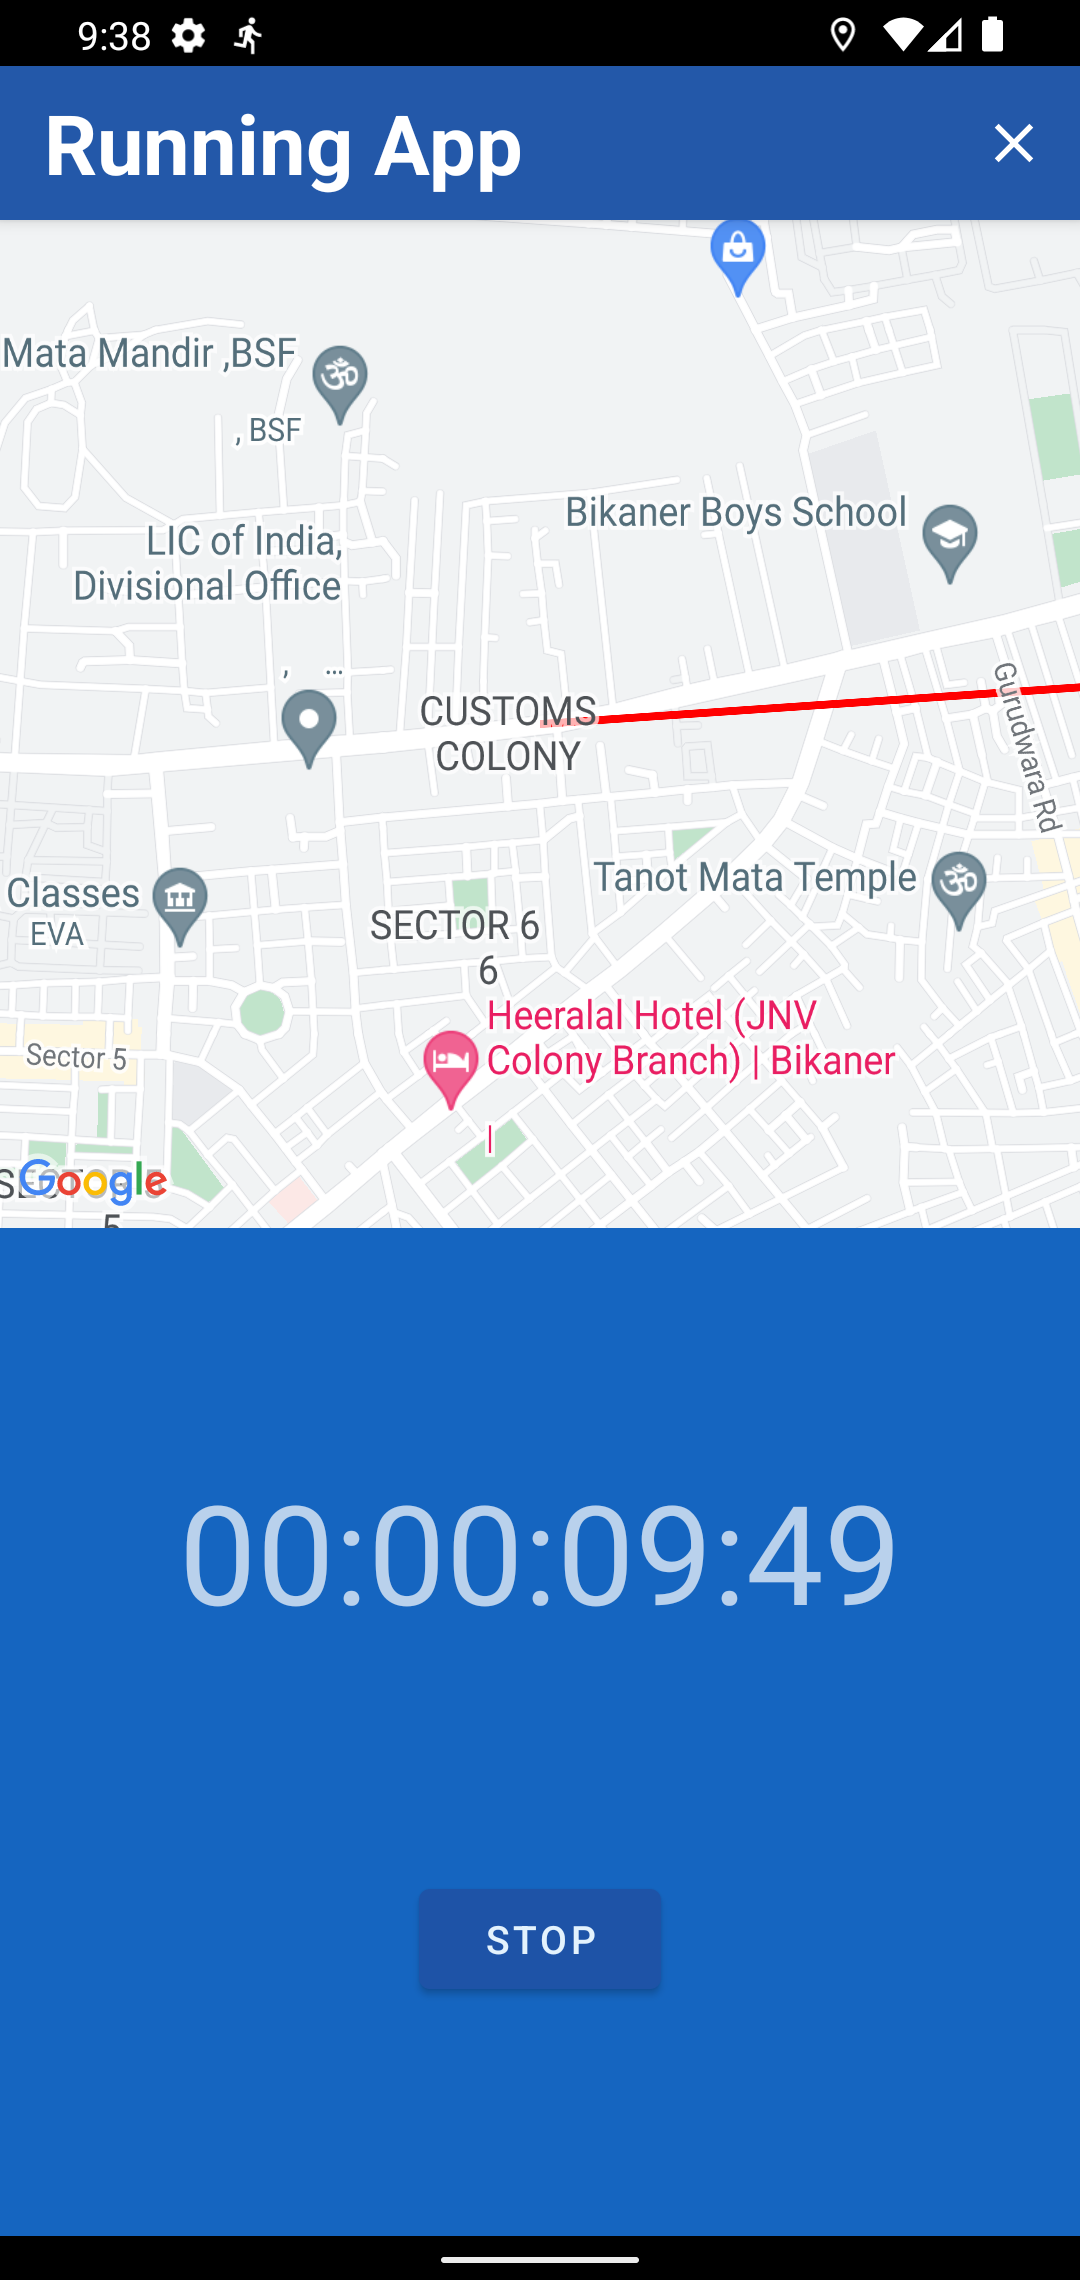 9:38
Running App
Mata Mandir ,BSF
, BSF
Bikaner Boys School
LIC of India,
Divisional Office
, ...
Gurudwara Rd
CUSTOMS
COLONY
Tanot Mata Temple
Classes
EVA
SECTOR 6
6
Heeralal Hotel (JNV
Colony Branch) | Bikaner
|
Sector 5
Google
5
00:00:09:49
STOP